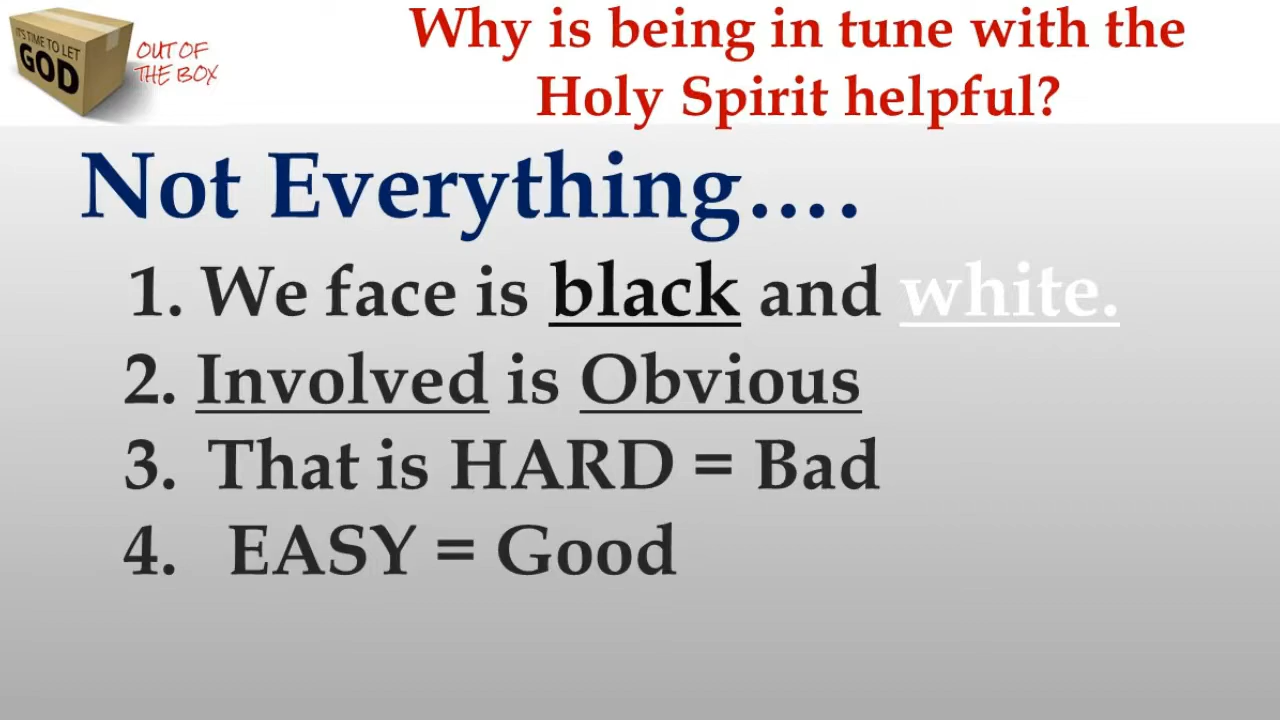 IT'S TIME TO LET
GOD
OUT OF
THE BOX
Why is being in tune with the
Holy Spirit helpful?
Not Everything....
1. We face is black and white.
2. Involved is Obvious
3. That is HARD = Bad
4. EASY = Good